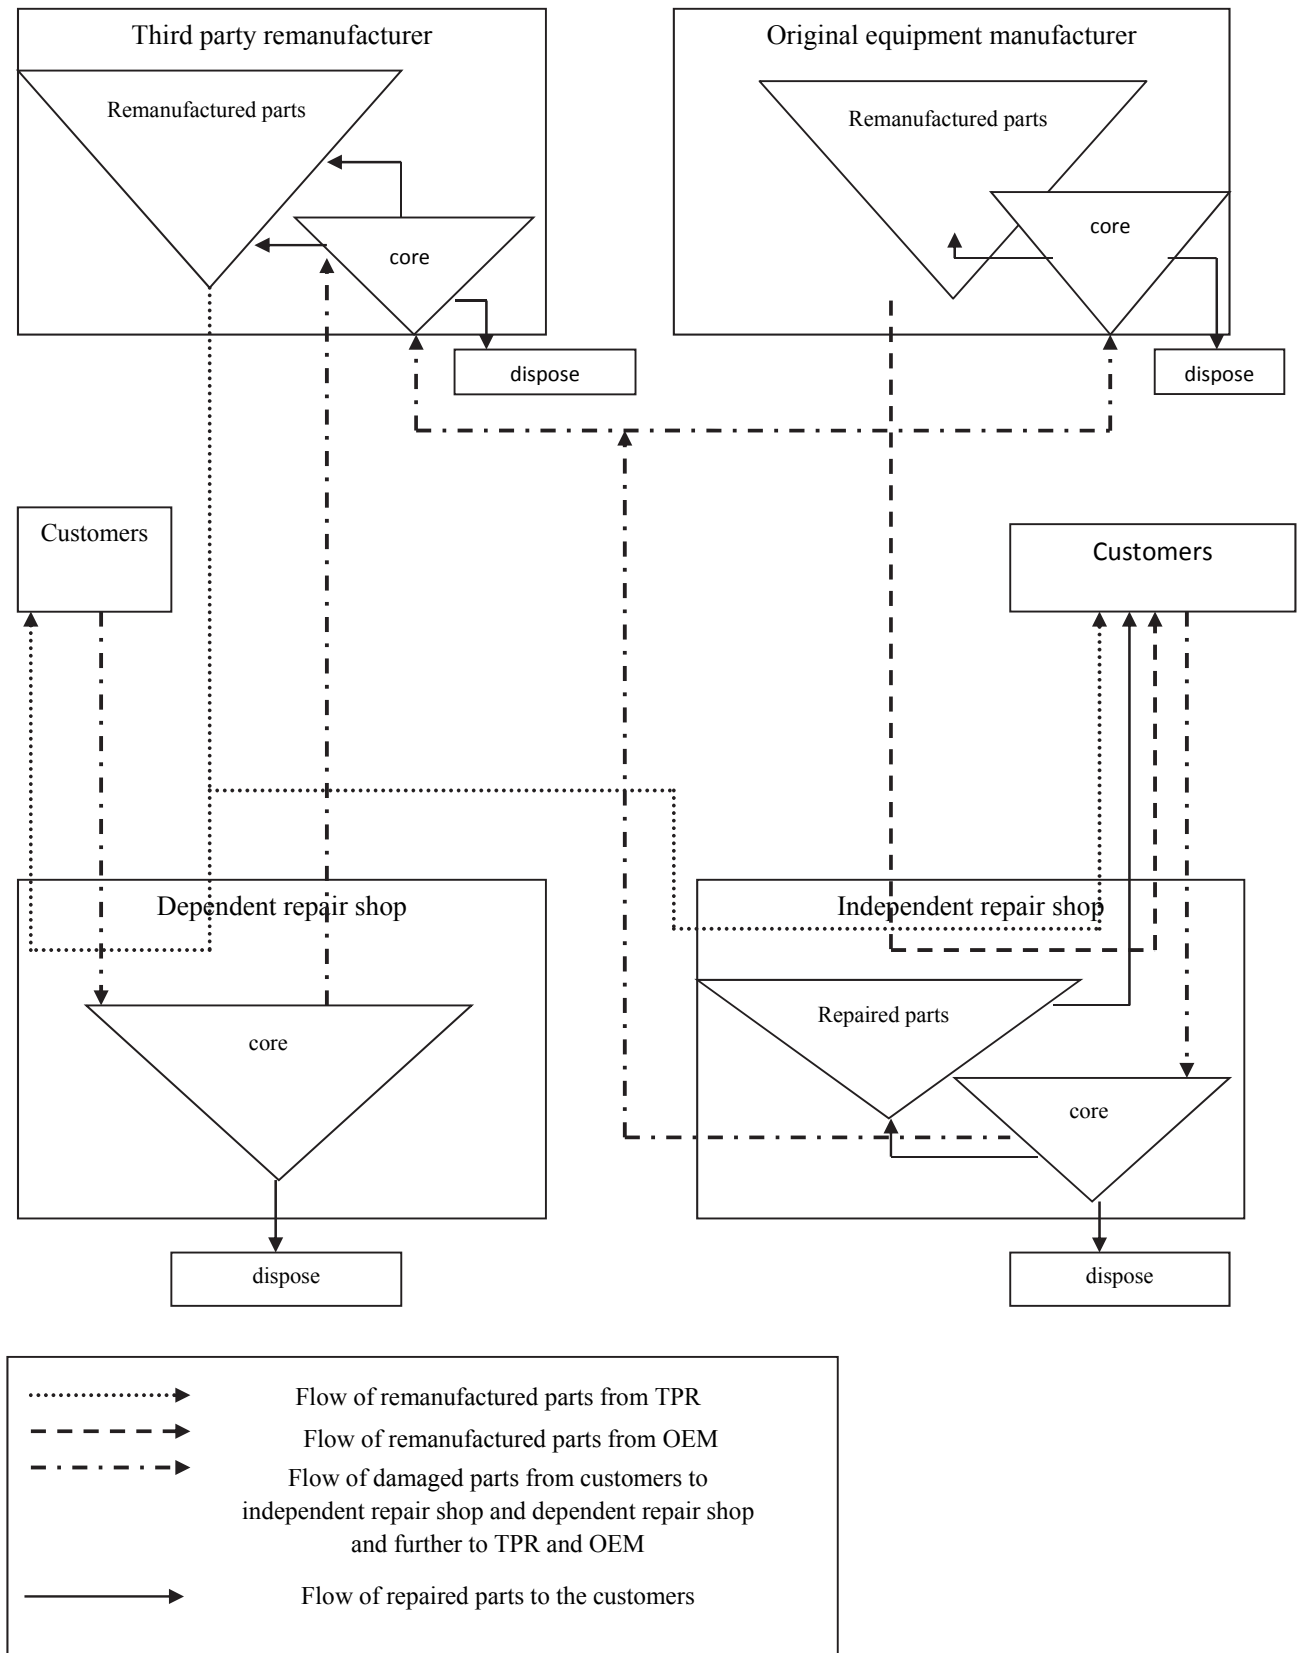 Third party remanufacturer
Original equipment manufacturer
Remanufactured parts
Remanufactured parts
core
core
dispose
dispose
Customers
Customers
Dependent repair shop
Independent repair shop
core
Repaired parts
core
dispose
dispose
Flow of remanufactured parts from TPR
Flow of remanufactured parts from OEM
Flow of damaged parts from customers to
independent repair shop and dependent repair shop
and further to TPR and OEM
Flow of repaired parts to the customers